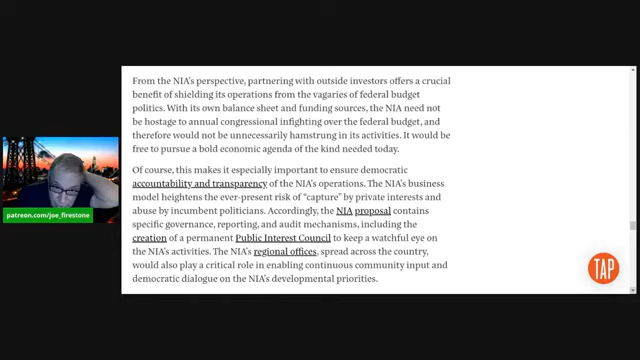 From the NIA's perspective, partnering with outside investors offers a crucial
benefit of shielding its operations from the vagaries of federal budget
politics. With its own balance sheet and funding sources, the NIA need not
be hostage to annual congressional infighting over the federal budget, and
therefore would not be unnecessarily hamstrung in its activities. It would be
free to pursue a bold economic agenda of the kind needed today.
Of course, this makes it especially important to ensure democratic
accountability and transparency of the NIA's operations. The NIA's business
model heightens the ever-present risk of “capture” by private interests and
abuse by incumbent politicians. Accordingly, the NIA proposal contains
specific governance, reporting, and audit mechanisms, including the
creation of a permanent Public Interest Council to keep a watchful eye on
the NIA's activities. The NIA's regional offices, spread across the country,
would also play a critical role in enabling continuous community input and
democratic dialogue on the NIA's developmental priorities.
patreon.com/joe_firestone
TAP